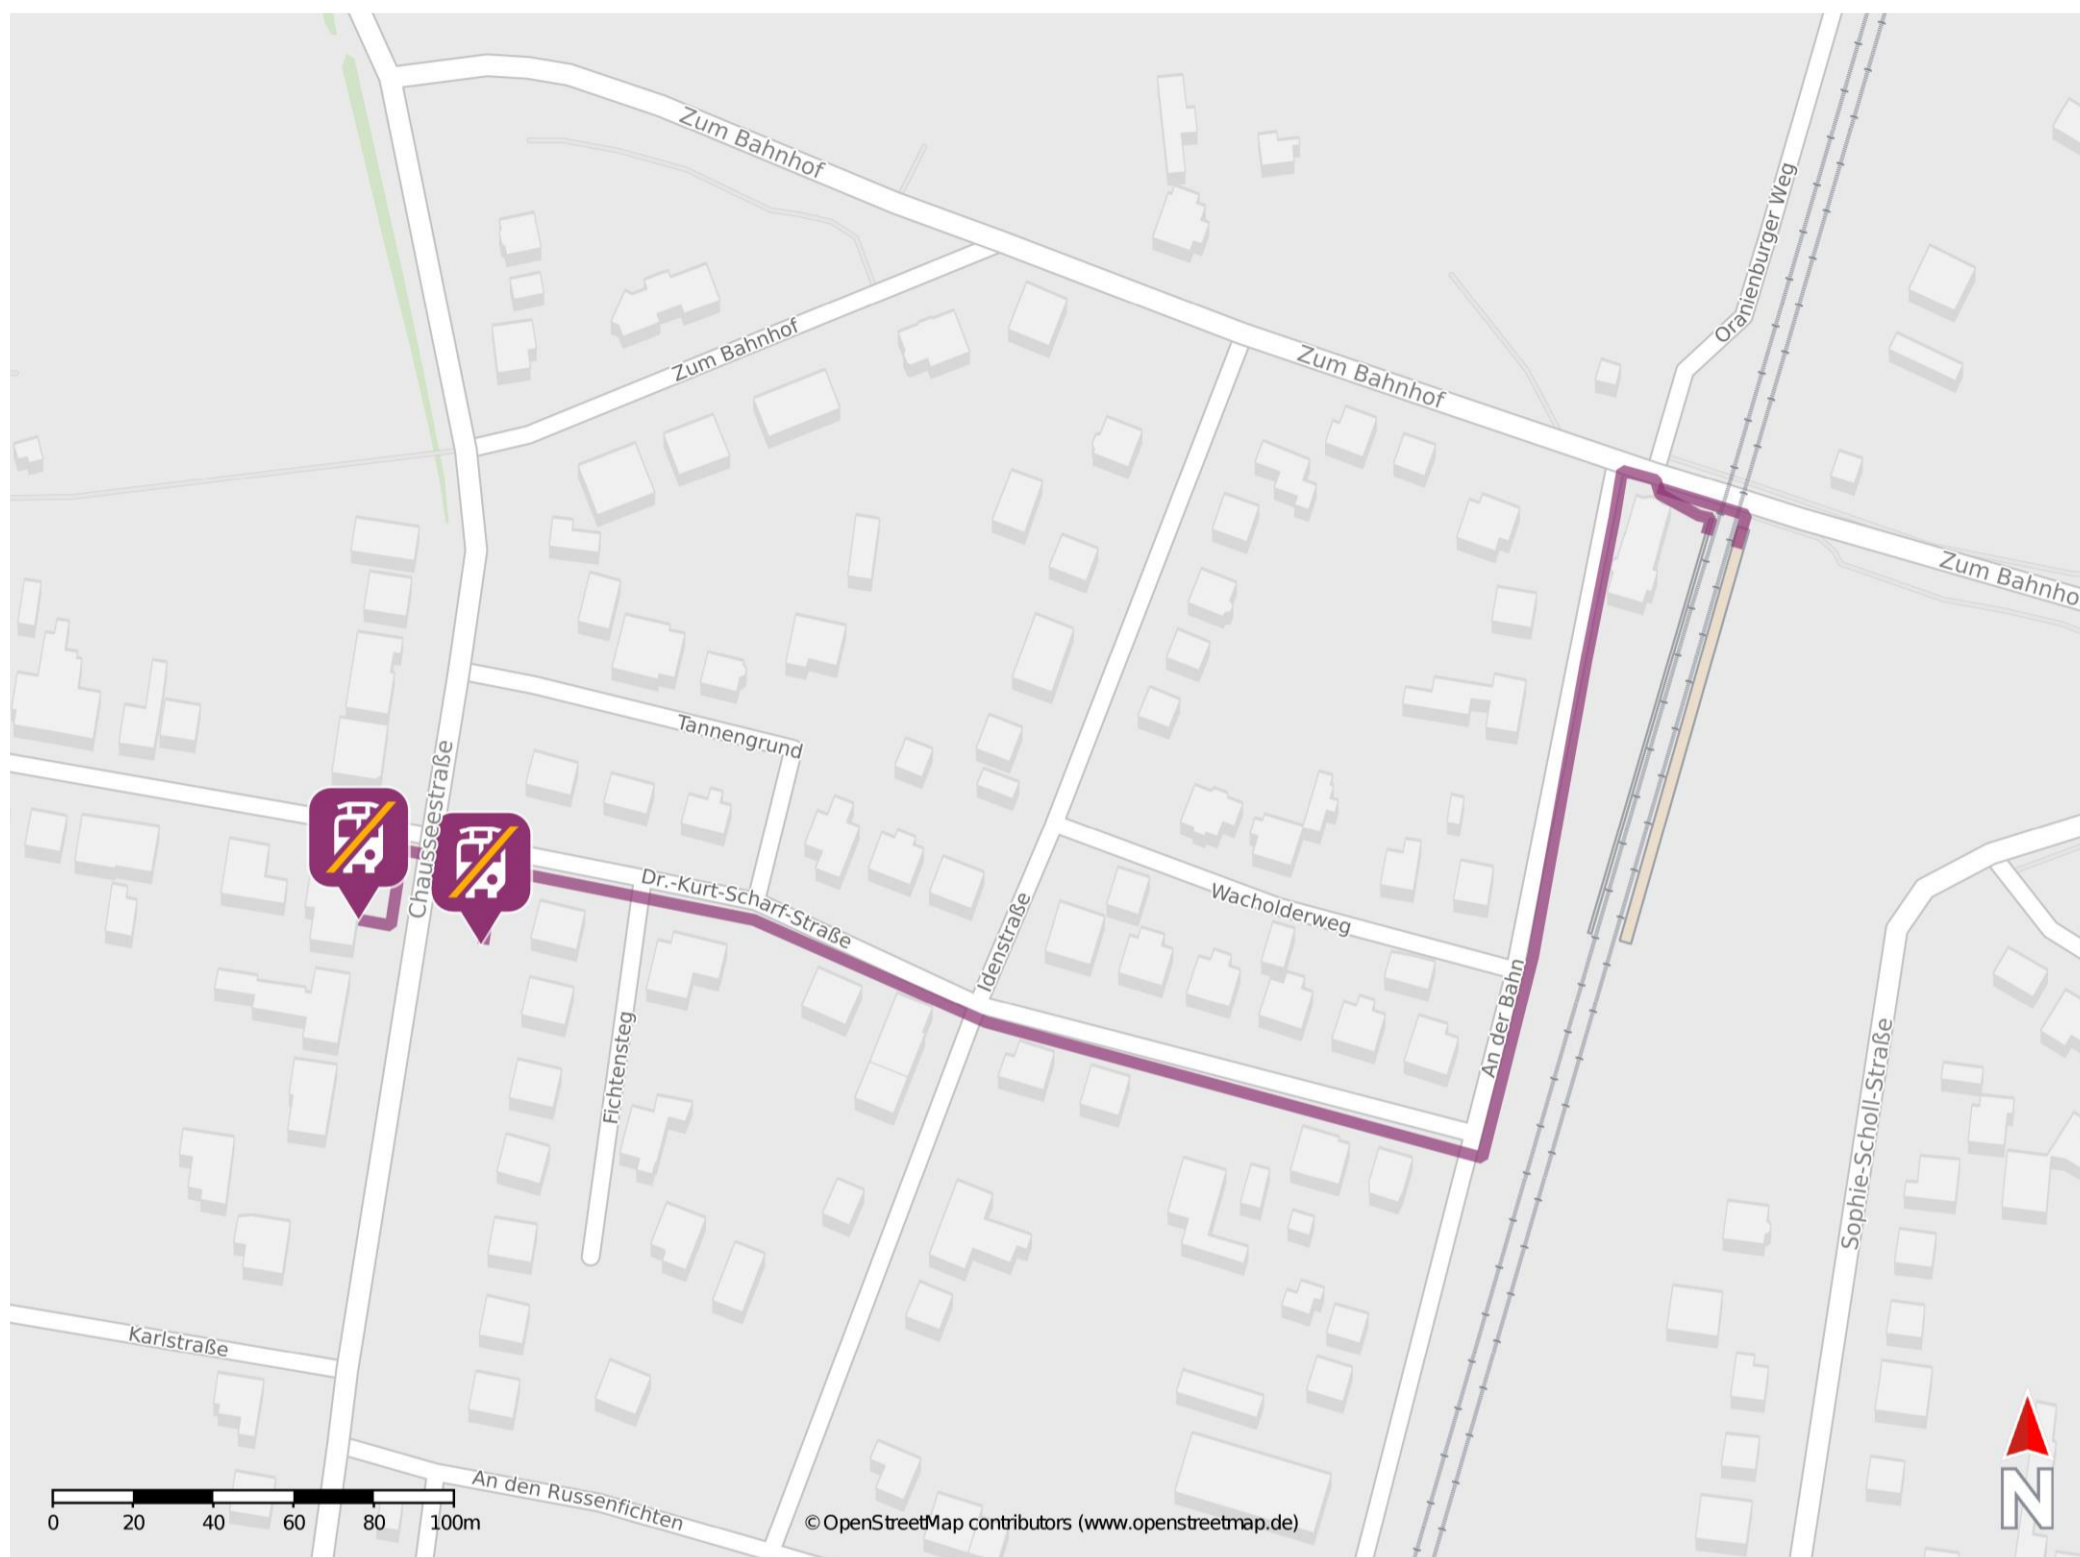 Zum Bahnhof
Oranienburger Weg
Zum Bahnhof
Zum Bahnhof
Zum Bahnho
Tannengrund
Chausseestraße
Dr.-Kurt-Scharf-Straße
Wacholderweg
Idenstraße
An der Bahn
Fichtensteg
Sophie-Scholl-Straße
Karlstraße
An den Russenfichten
0 20 40 60 80 100m
© OpenStreetMap contributors (www.openstreetmap.de)
N